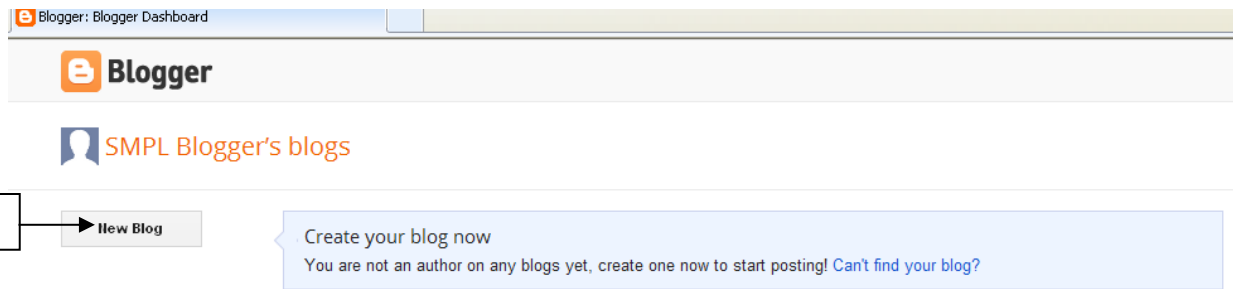 Blogger: Blogger Dashboard
Blogger
SMPL Blogger's blogs
New Blog
Create your blog now
You are not an author on any blogs yet, create one now to start posting! Can't find your blog?